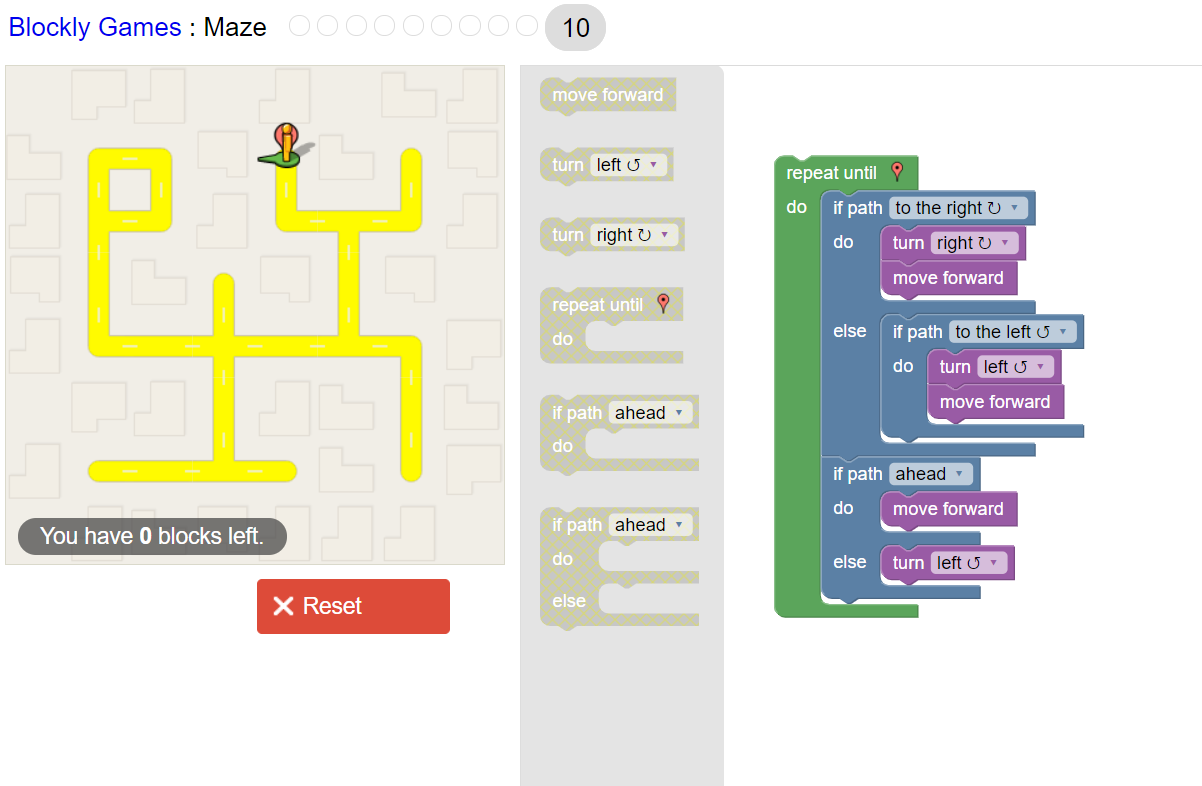 Blockly Games : Maze 10
move forward
turn left ↺ ▾
turn right ↻ ▾
repeat until
do
if path ahead ▾
do
if path ahead ▾
do
else
repeat until
do if path to the right ↻ ▾
do turn right ↻ ▾
move forward
else if path to the left ↺ ▾
do turn left ↺ ▾
move forward
if path ahead ▾
do move forward
else turn left ↺ ▾
You have 0 blocks left.
Reset